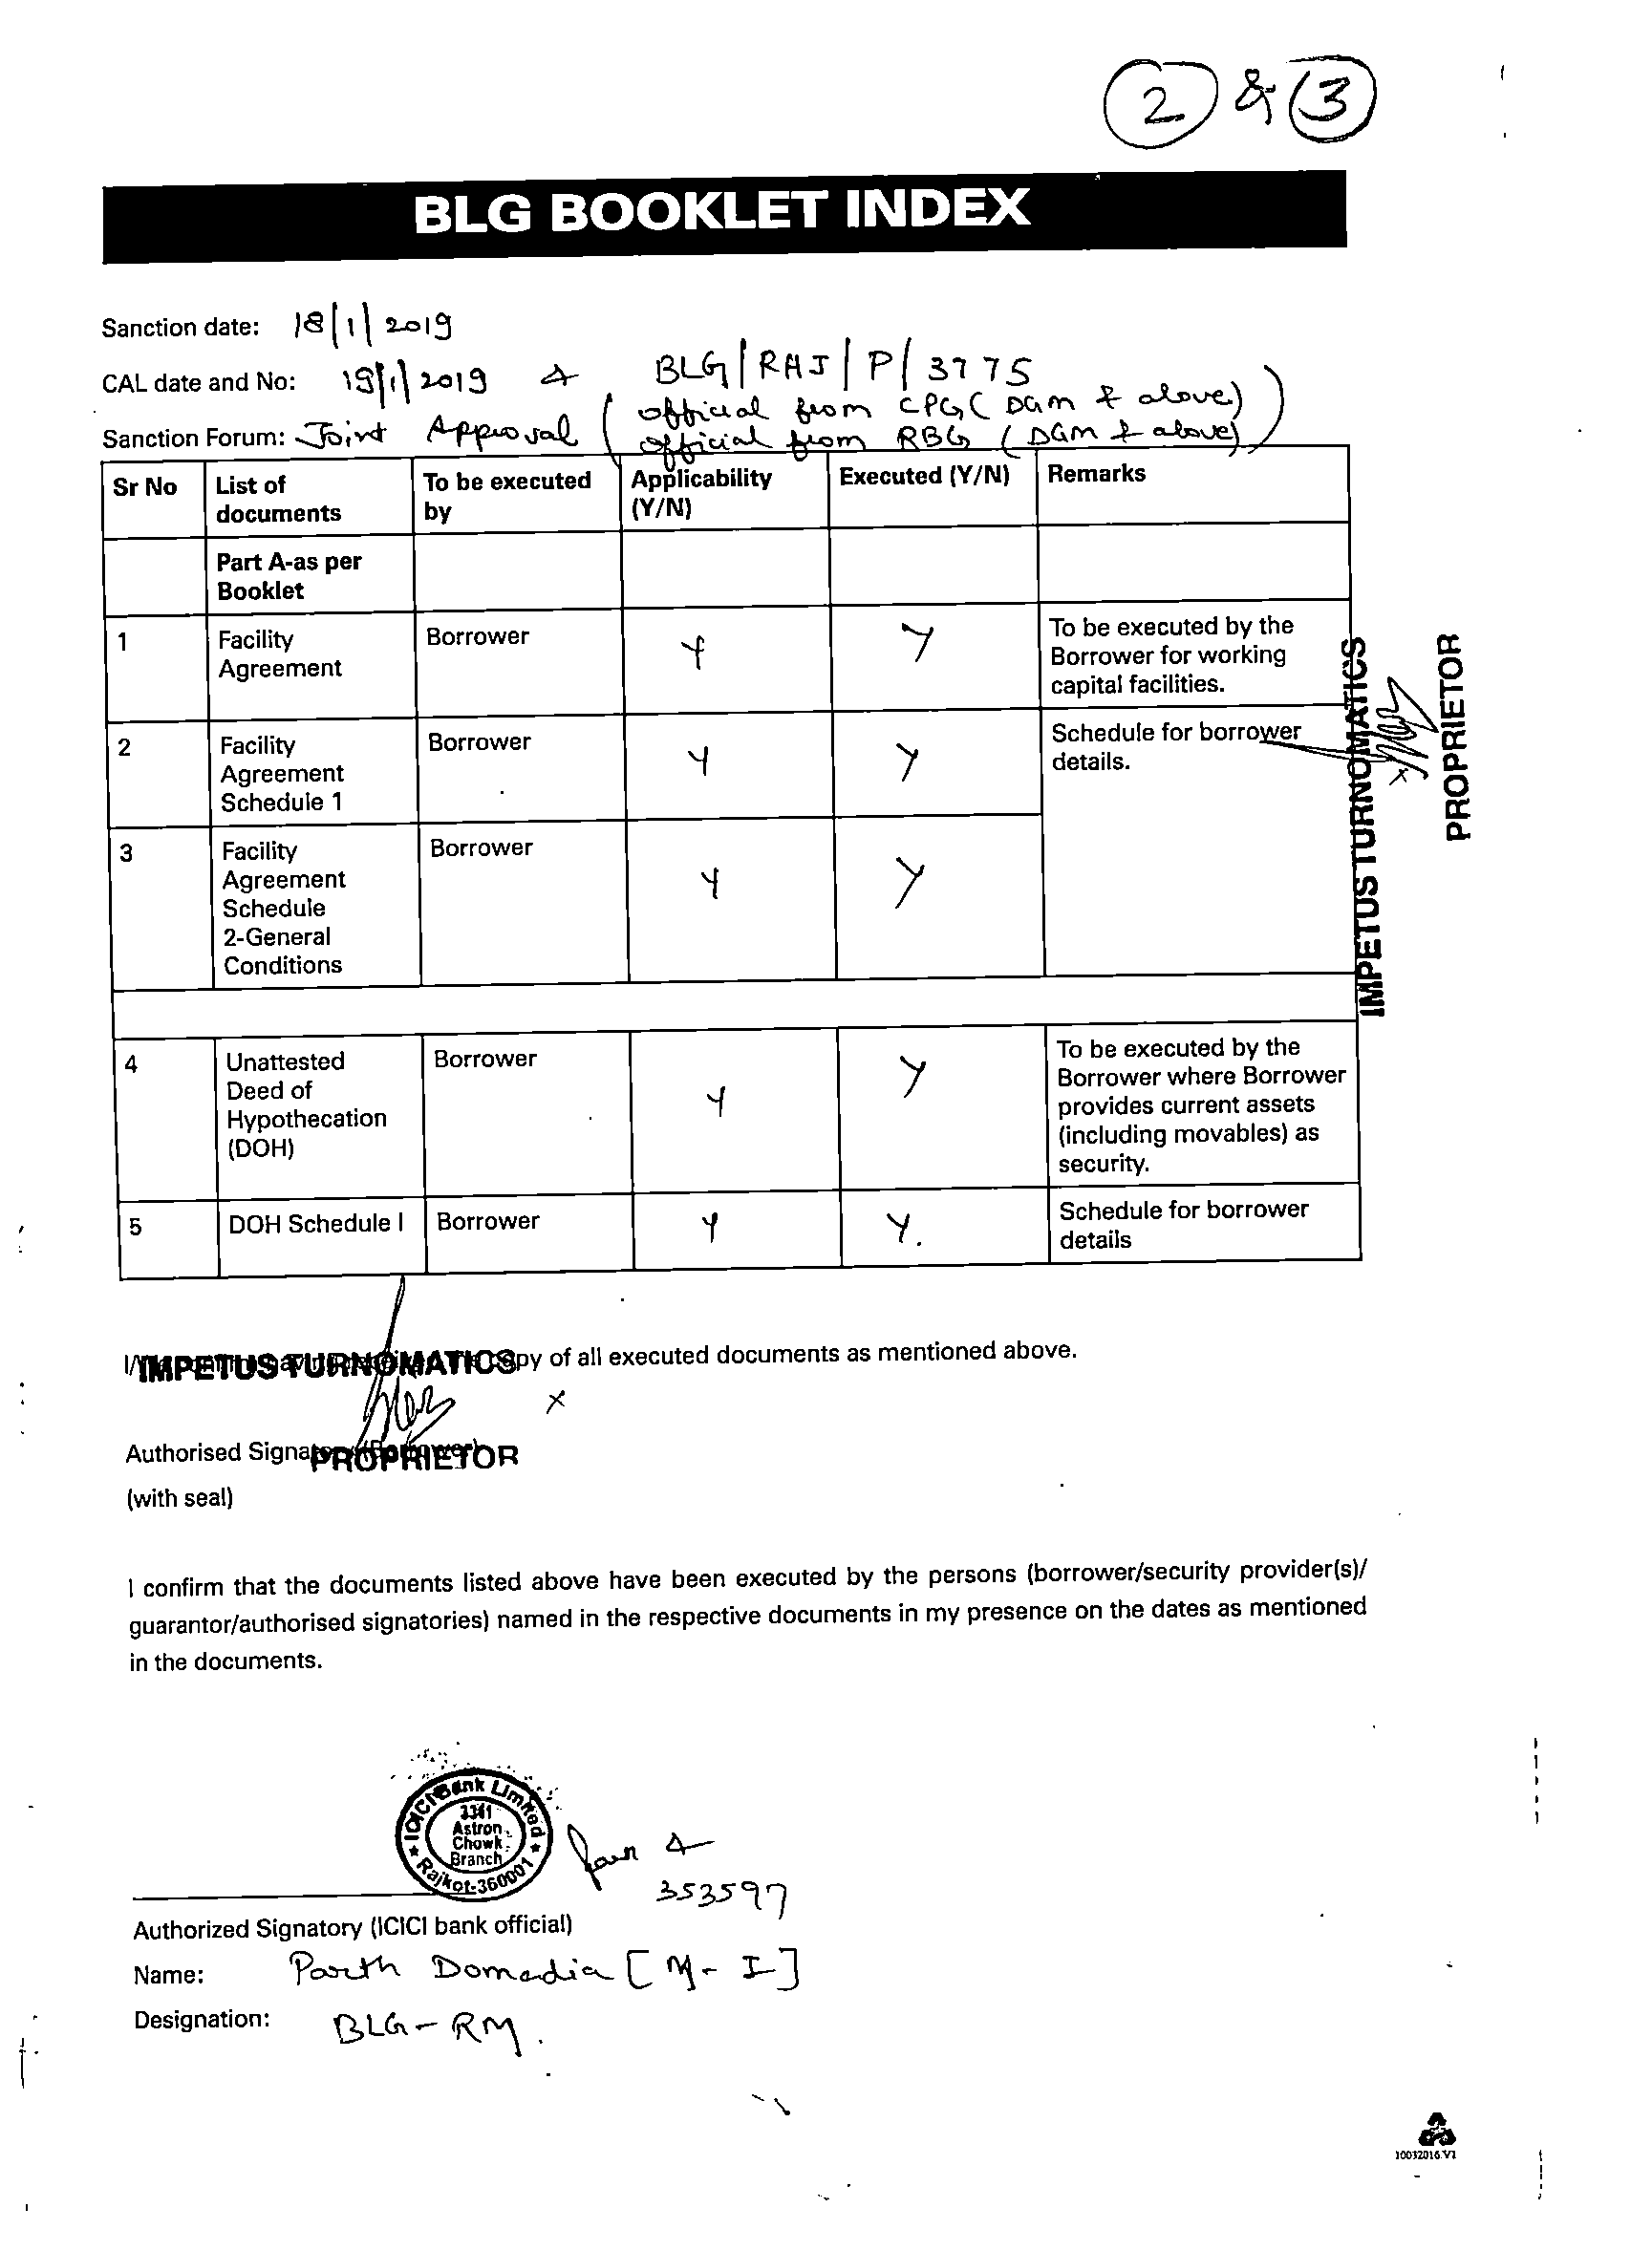 2 & 3
BLG BOOKLET INDEX
Sanction date: 18/1/2019
CAL date and No: 19/1/2019 BLG/RAJ/P/3775
Sanction Forum: Joint Approval (official from CPG (DGM & above)
official from RBG (DGM & above))
Sr No List of documents To be executed by Applicability (Y/N) Executed (Y/N) Remarks
Part A-as per Booklet
1 Facility Agreement Borrower Y Y To be executed by the Borrower for working capital facilities.
2 Facility Agreement Schedule 1 Borrower Y Y Schedule for borrower details.
3 Facility Agreement Schedule 2-General Conditions Borrower Y Y
4 Unattested Deed of Hypothecation (DOH) Borrower Y Y To be executed by the Borrower where Borrower provides current assets (including movables) as security.
5 DOH Schedule I Borrower Y Y. Schedule for borrower details
IMPETUS TURNOMATICS
x
PROPRIETOR
copy of all executed documents as mentioned above.
IMPETUS TURNOMATICS
x
Authorised Signatory (Borrower)
PROPRIETOR
(with seal)
I confirm that the documents listed above have been executed by the persons (borrower/security provider(s)/
guarantor/authorised signatories) named in the respective documents in my presence on the dates as mentioned
in the documents.
ICICI Bank Limited
3341
Astron
Chowk
Branch
Rajkot-360001
353597
Authorized Signatory (ICICI bank official)
Name: Parth Domadia [M-I]
Designation: BLG-RM.
10032016.V1